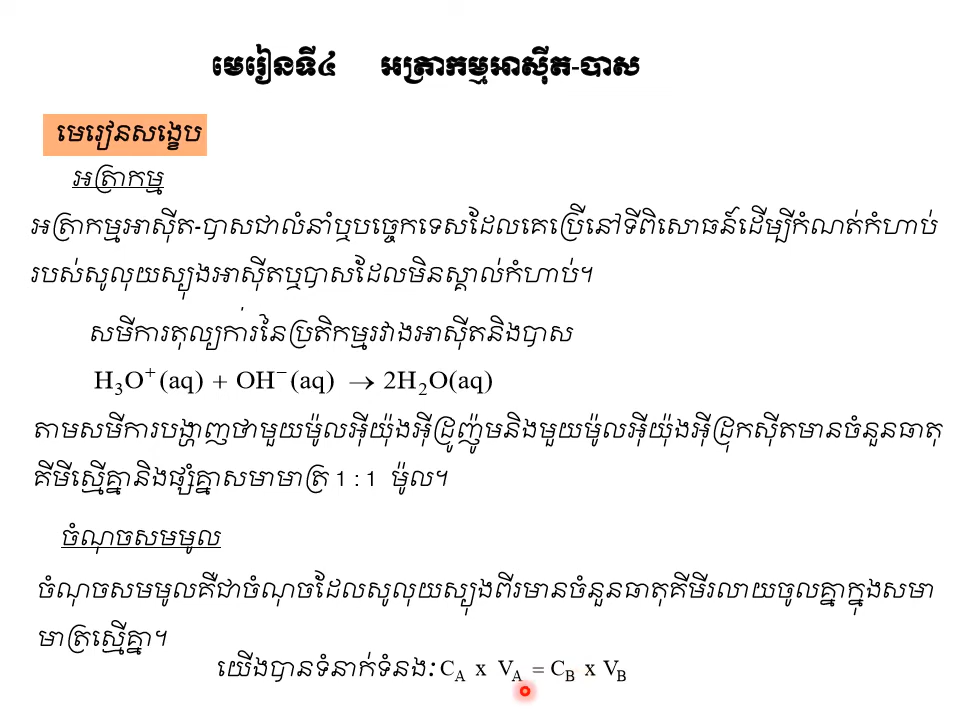 មេរៀនទី៤ អត្រាកម្មអាស៊ីត-បាស
មេរៀនសង្ខេប
អត្រាកម្ម
អត្រាកម្មអាស៊ីត-បាសជាលំនាំឬបច្ចេកទេសដែលគេប្រើនៅទីពិសោធន៍ដើម្បីកំណត់កំហាប់
របស់សូលុយស្យុងអាស៊ីតឬបាសដែលមិនស្គាល់កំហាប់។
សមីការតុល្យការនៃប្រតិកម្មរវាងអាស៊ីតនិងបាស
H₃O⁺(aq) + OH⁻(aq) → 2H₂O(aq)
តាមសមីការបង្ហាញថាមួយម៉ូលអ៊ីយ៉ុងអ៊ីដ្រូញ៉ូមនិងមួយម៉ូលអ៊ីយ៉ុងអ៊ីដ្រុកស៊ីតមានចំនួនធាតុ
គីមីស្មើគ្នានិងផ្សំគ្នាសមាមាត្រ 1 : 1 ម៉ូល។
ចំណុចសមមូល
ចំណុចសមមូលគឺជាចំណុចដែលសូលុយស្យុងពីរមានចំនួនធាតុគីមីរលាយចូលគ្នាក្នុងសមា
មាត្រស្មើគ្នា។
យើងបានទំនាក់ទំនង: C_A x V_A = C_B x V_B